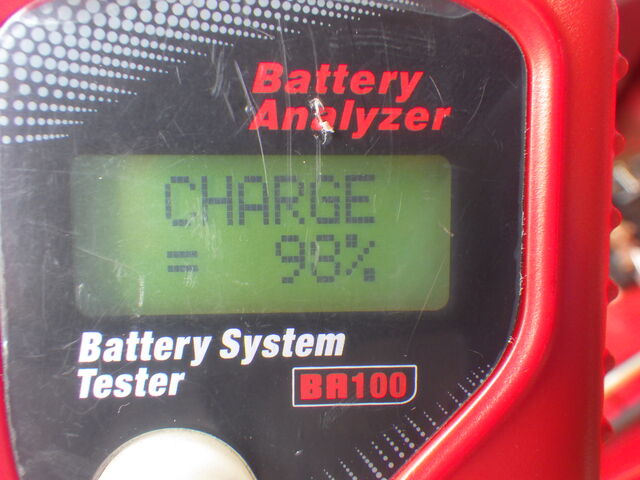 Battery
Analyzer
CHARGE
= 98%
Battery System
Tester
BA100